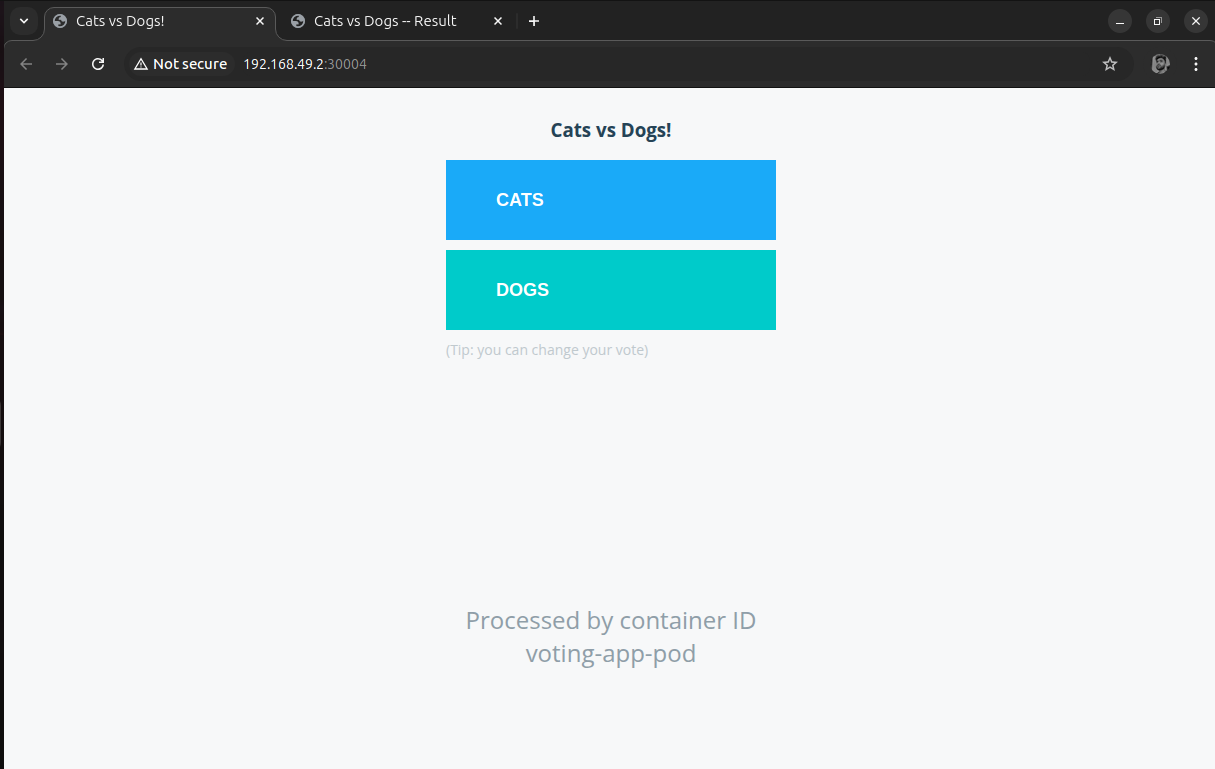 Cats vs Dogs!
Cats vs Dogs -- Result
Not secure
192.168.49.2:30004
Cats vs Dogs!
CATS
DOGS
(Tip: you can change your vote)
Processed by container ID
voting-app-pod